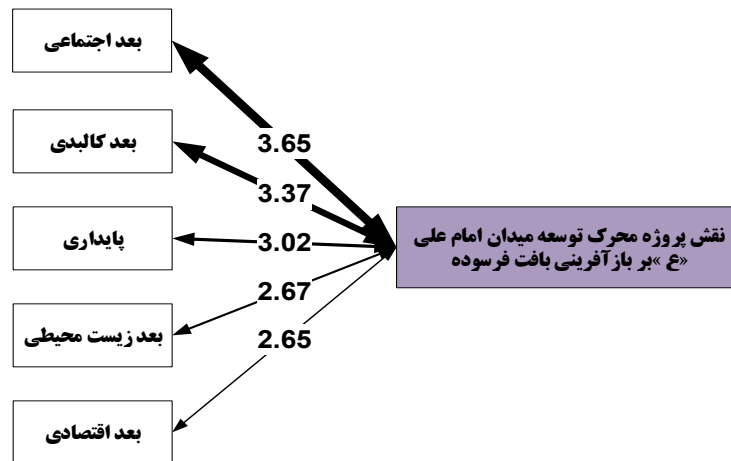 بعد اجتماعی
3.65
بعد کالبدی
3.37
پایداری
3.02
نقش پروژه محرک توسعه میدان امام علی
«ع »بر بازآفرینی بافت فرسوده
بعد زیست محیطی
2.67
بعد اقتصادی
2.65